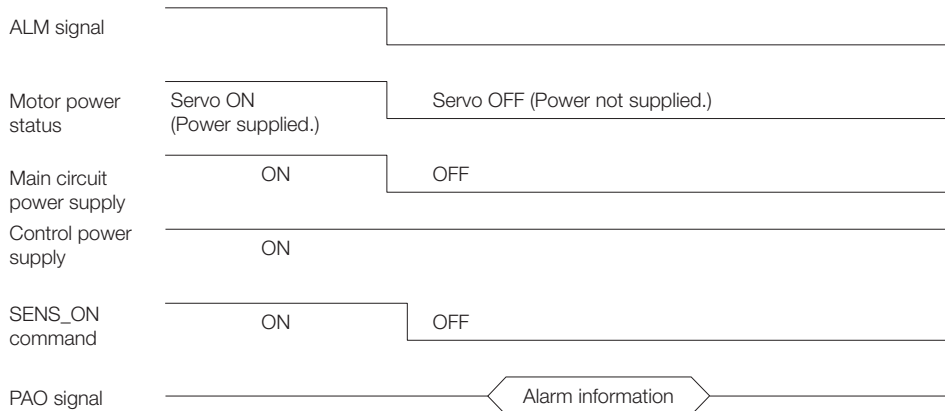 ALM signal
Motor power
status
Servo ON
(Power supplied.)
Servo OFF (Power not supplied.)
Main circuit
power supply
ON
OFF
Control power
supply
ON
SENS_ON
command
ON
OFF
PAO signal
Alarm information